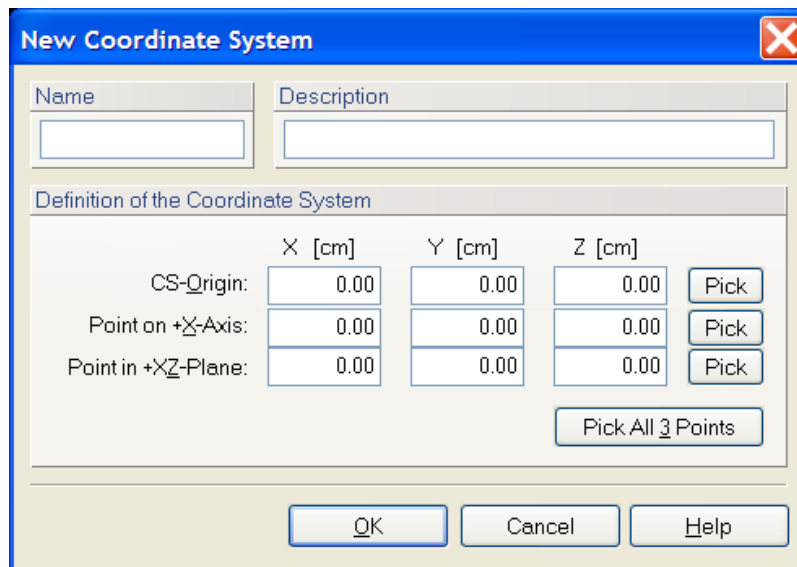 New Coordinate System
Name Description
Definition of the Coordinate System
X [cm] Y [cm] Z [cm]
CS-Origin: 0.00 0.00 0.00 Pick
Point on +X-Axis: 0.00 0.00 0.00 Pick
Point in +XZ-Plane: 0.00 0.00 0.00 Pick
Pick All 3 Points
OK Cancel Help